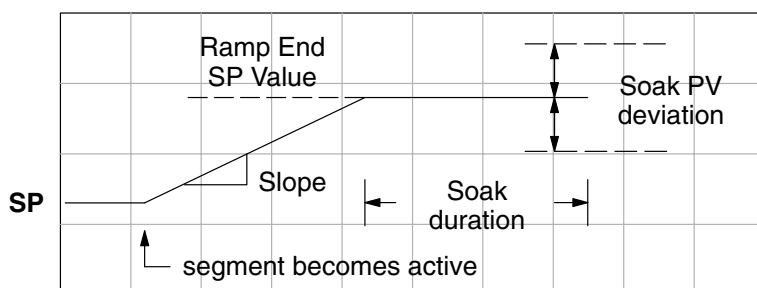 Ramp End
SP Value
Soak PV
deviation
Slope
Soak
duration
SP
segment becomes active